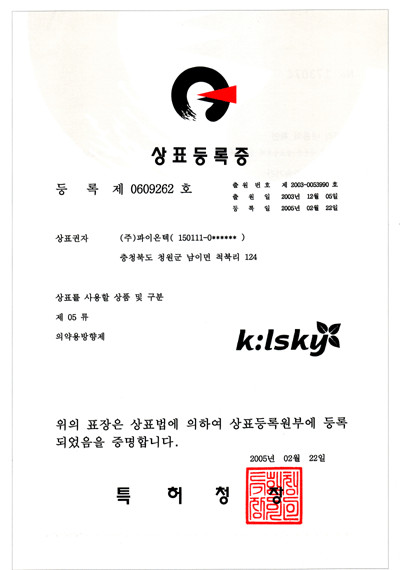 상표등록증
등 록 제 0609262 호
출 원 번 호 제 2003-0053990 호
출 원 일 2003년 12월 05일
등 록 일 2005년 02월 22일
상표권자 (주)파이온텍( 150111-0****** )
충청북도 청원군 남이면 척북리 124
상표를 사용할 상품 및 구분
제 05 류
의약용방향제
k:lsky
위의 표장은 상표법에 의하여 상표등록원부에 등록
되었음을 증명합니다.
2005년 02월 22일
특 허 청 장